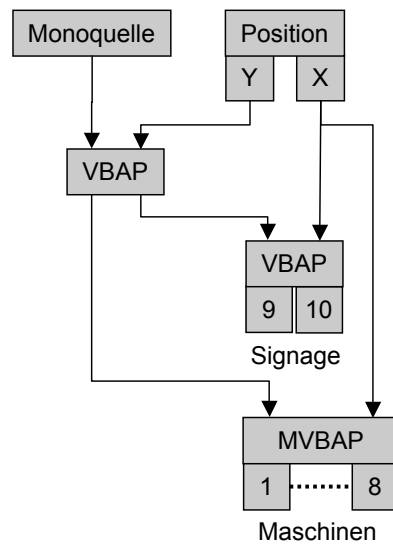 Monoquelle
Position
Y X
VBAP
VBAP
9 10
Signage
MVBAP
1 8
Maschinen